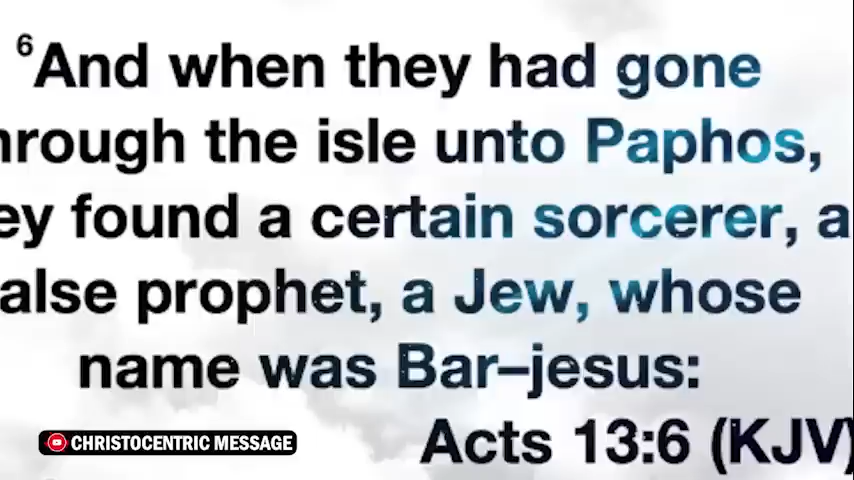 6And when they had gone
hrough the isle unto Paphos,
ey found a certain sorcerer, a
alse prophet, a Jew, whose
name was Bar–jesus:
Acts 13:6 (KJV)
CHRISTOCENTRIC MESSAGE